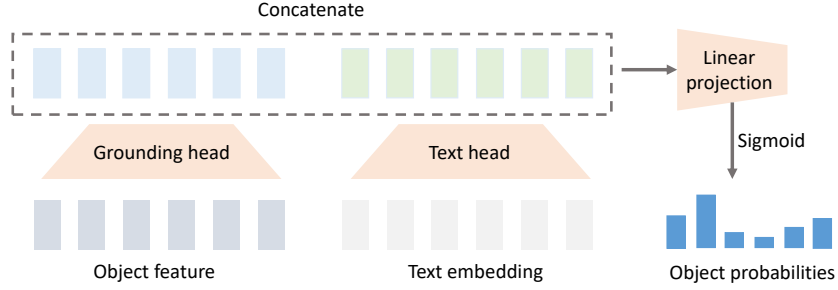 Concatenate
Linear
projection
Grounding head
Text head
Sigmoid
Object feature
Text embedding
Object probabilities